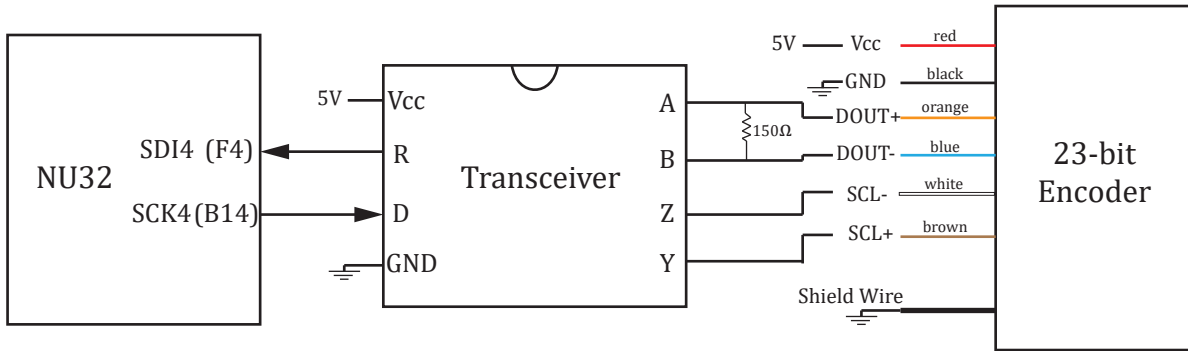 NU32
SDI4 (F4)
SCK4(B14)
5V
Vcc
R
D
GND
Transceiver
A
B
Z
Y
150Ω
5V Vcc red
GND black
DOUT+ orange
DOUT- blue
SCL- white
SCL+ brown
Shield Wire
23-bit
Encoder